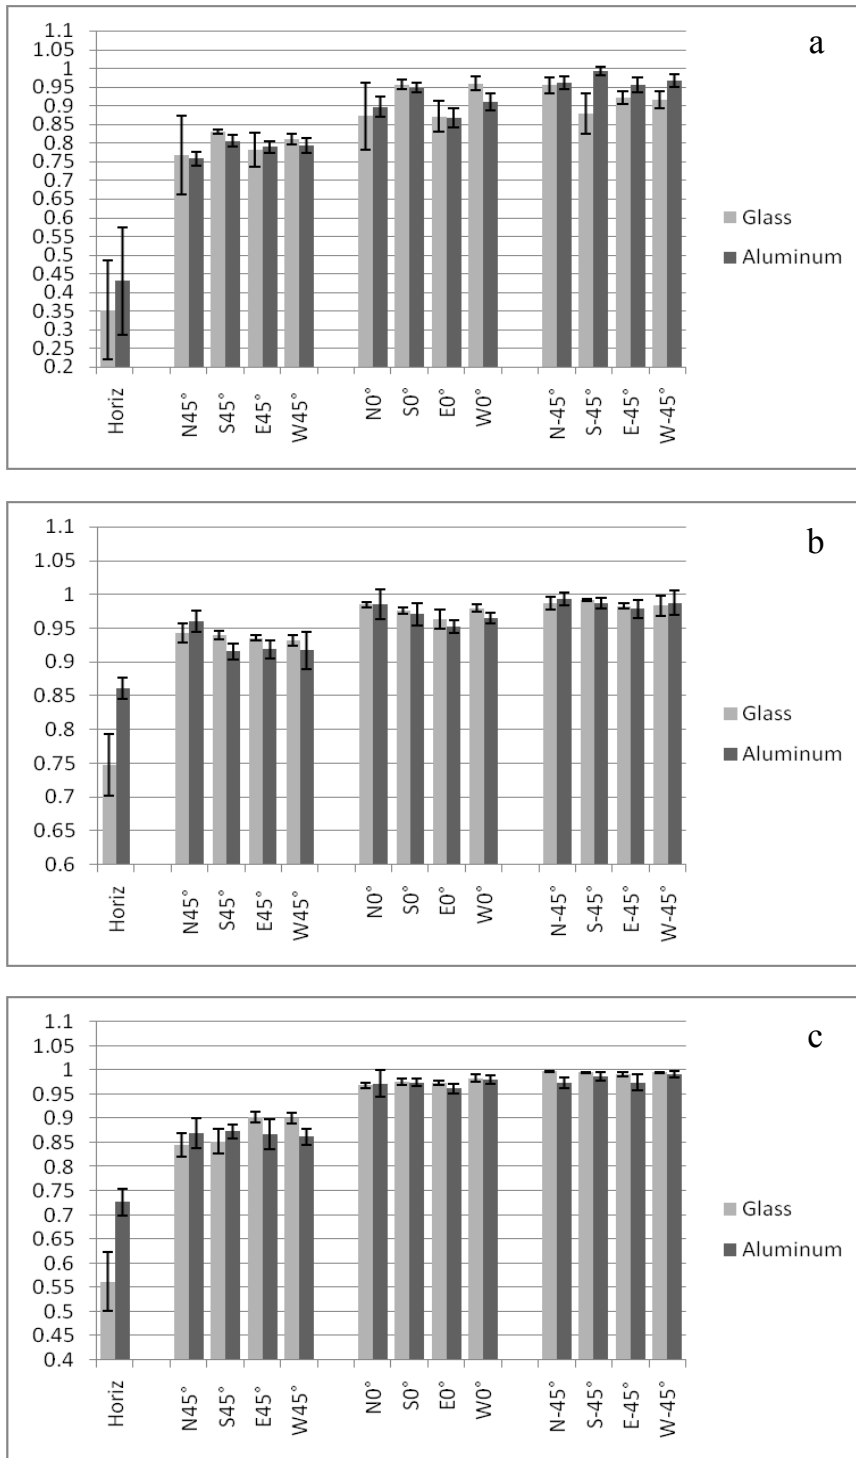 a
1.1
1.05
1
0.95
0.9
0.85
0.8
0.75
0.7
0.65
0.6
0.55
0.5
0.45
0.4
0.35
0.3
0.25
0.2
Horiz
N45°
S45°
E45°
W45°
N0°
S0°
E0°
W0°
N-45°
S-45°
E-45°
W-45°
Glass
Aluminum
b
1.1
1.05
1
0.95
0.9
0.85
0.8
0.75
0.7
0.65
0.6
Horiz
N45°
S45°
E45°
W45°
N0°
S0°
E0°
W0°
N-45°
S-45°
E-45°
W-45°
Glass
Aluminum
c
1.1
1.05
1
0.95
0.9
0.85
0.8
0.75
0.7
0.65
0.6
0.55
0.5
0.45
0.4
Horiz
N45°
S45°
E45°
W45°
N0°
S0°
E0°
W0°
N-45°
S-45°
E-45°
W-45°
Glass
Aluminum